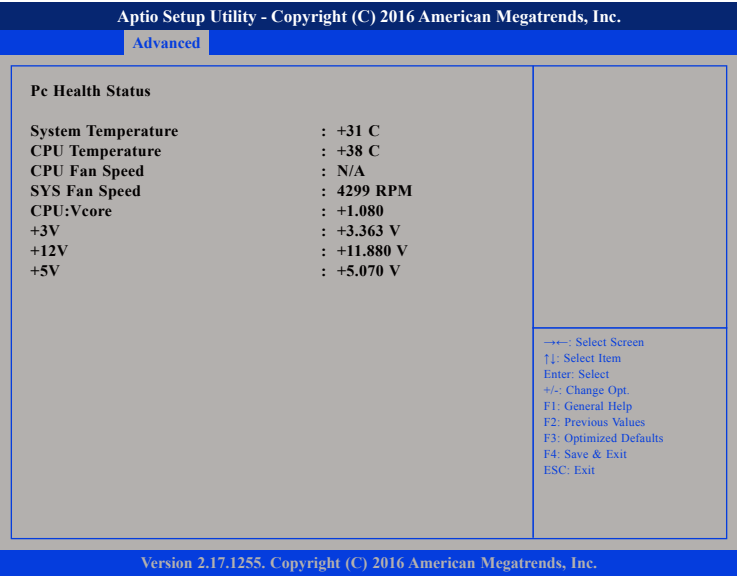 Aptio Setup Utility - Copyright (C) 2016 American Megatrends, Inc.
Advanced
Pc Health Status
System Temperature : +31 C
CPU Temperature : +38 C
CPU Fan Speed : N/A
SYS Fan Speed : 4299 RPM
CPU:Vcore : +1.080
+3V : +3.363 V
+12V : +11.880 V
+5V : +5.070 V
→←: Select Screen
↑↓: Select Item
Enter: Select
+/-: Change Opt.
F1: General Help
F2: Previous Values
F3: Optimized Defaults
F4: Save & Exit
ESC: Exit
Version 2.17.1255. Copyright (C) 2016 American Megatrends, Inc.